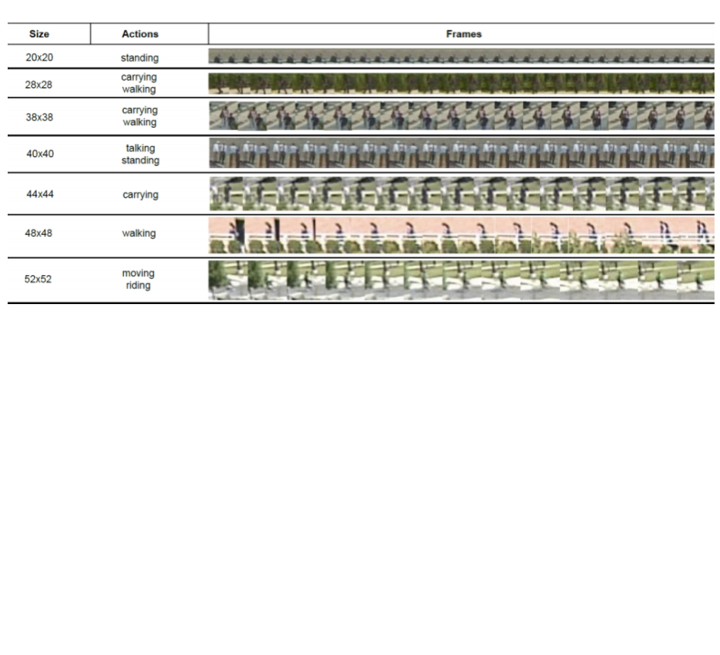 Size Actions Frames
20x20 standing
28x28 carrying
walking
38x38 carrying
walking
40x40 talking
standing
44x44 carrying
48x48 walking
52x52 moving
riding